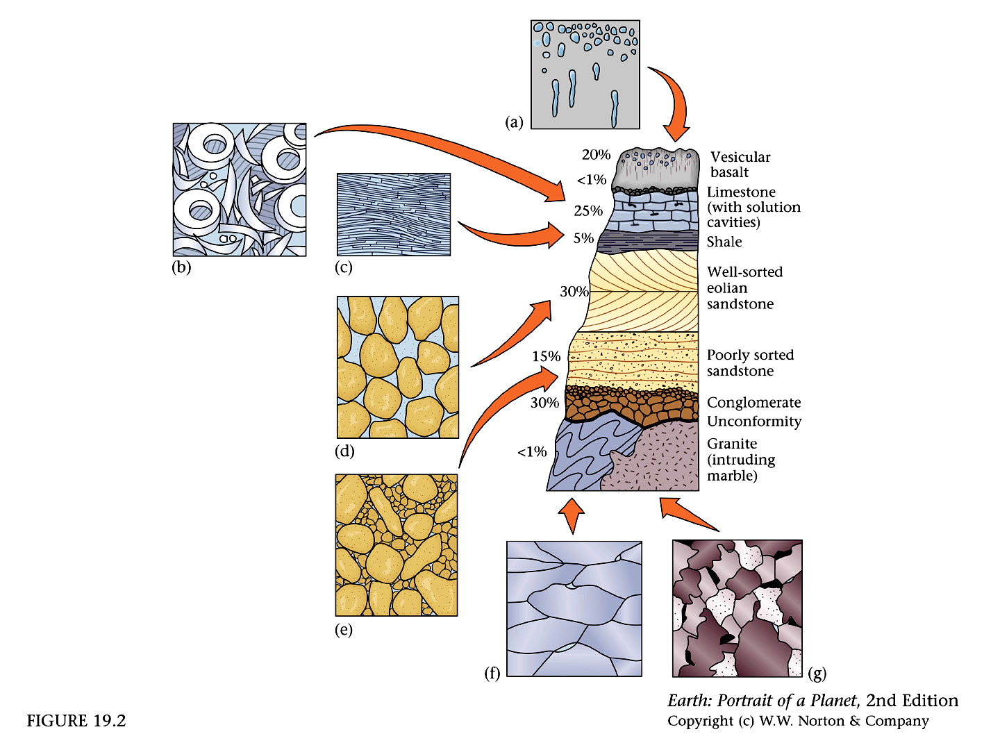 (a)
20%
Vesicular
basalt
<1%
Limestone
(with solution
cavities)
25%
5%
Shale
(b)
(c)
Well-sorted
eolian
sandstone
30%
15%
Poorly sorted
sandstone
30%
Conglomerate
Unconformity
(d)
<1%
Granite
(intruding
marble)
(e)
(f)
(g)
Earth: Portrait of a Planet, 2nd Edition
Copyright (c) W.W. Norton & Company
FIGURE 19.2